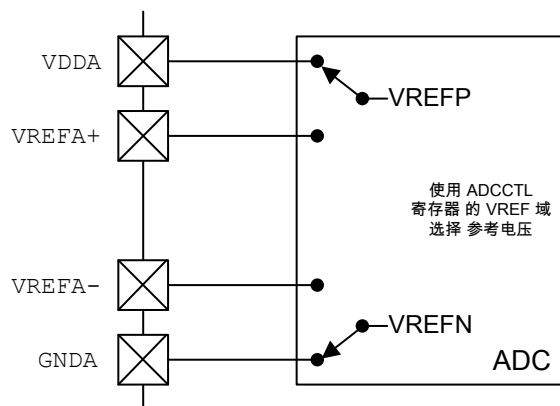 VDDA
VREFP
VREFA+
使用 ADCCTL
寄存器 的 VREF 域
选择 参考电压
VREFA-
VREFN
GNDA
ADC